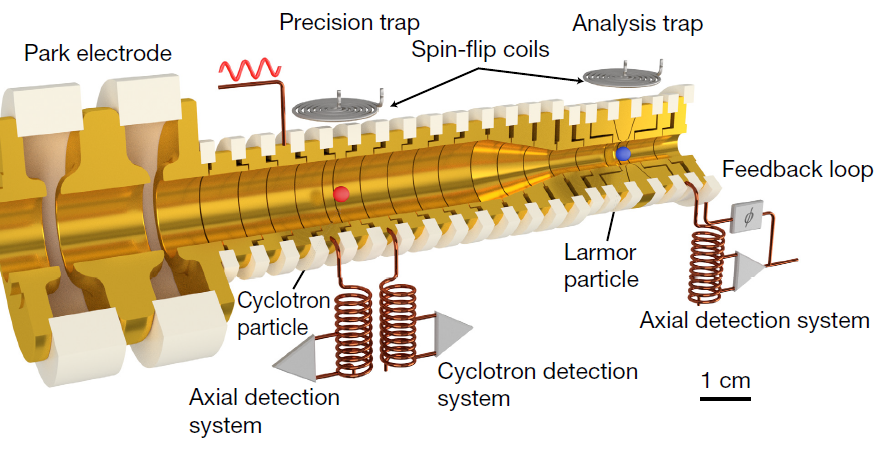 Precision trap
Analysis trap
Park electrode
Spin-flip coils
Feedback loop
ϕ
Larmor
particle
Cyclotron
particle
Axial detection system
Cyclotron detection
system
Axial detection
system
1 cm